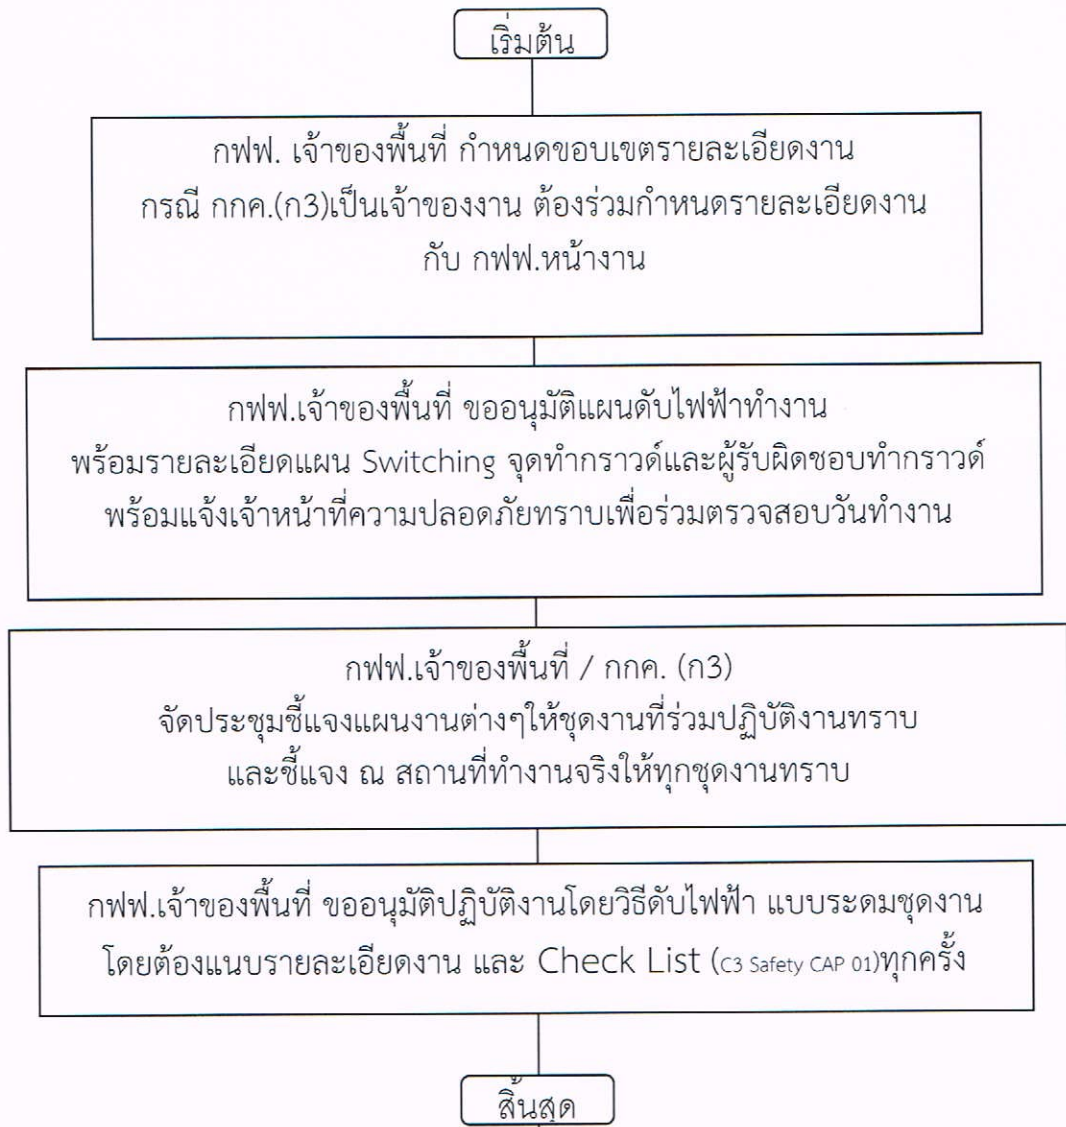 เริ่มต้น
กฟฟ. เจ้าของพื้นที่ กำหนดขอบเขตรายละเอียดงาน
กรณี กกค.(ก3)เป็นเจ้าของงาน ต้องร่วมกำหนดรายละเอียดงาน
กับ กฟฟ.หน้างาน
กฟฟ.เจ้าของพื้นที่ ขออนุมัติแผนดับไฟฟ้าทำงาน
พร้อมรายละเอียดแผน Switching จุดทำกราวด์และผู้รับผิดชอบทำกราวด์
พร้อมแจ้งเจ้าหน้าที่ความปลอดภัยทราบเพื่อร่วมตรวจสอบวันทำงาน
กฟฟ.เจ้าของพื้นที่ / กกค. (ก3)
จัดประชุมชี้แจงแผนงานต่างๆให้ชุดงานที่ร่วมปฏิบัติงานทราบ
และชี้แจง ณ สถานที่ทำงานจริงให้ทุกชุดงานทราบ
กฟฟ.เจ้าของพื้นที่ ขออนุมัติปฏิบัติงานโดยวิธีดับไฟฟ้า แบบระดมชุดงาน
โดยต้องแนบรายละเอียดงาน และ Check List (C3 Safety CAP 01)ทุกครั้ง
สิ้นสุด